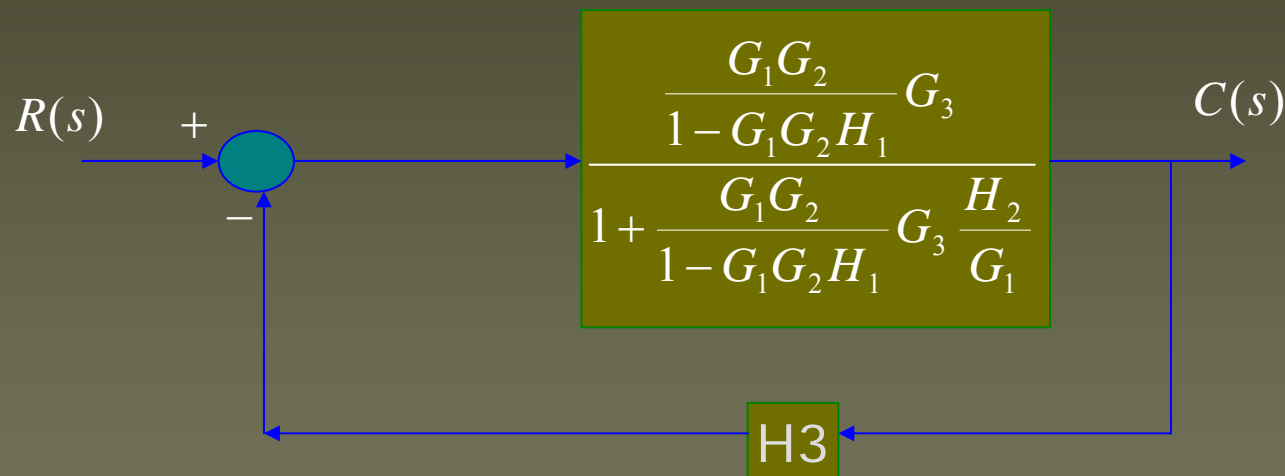 R(s) + G₁G₂ / (1 − G₁G₂H₁) G₃ C(s)
−
1 + G₁G₂ / (1 − G₁G₂H₁) G₃ H₂ / G₁
H3